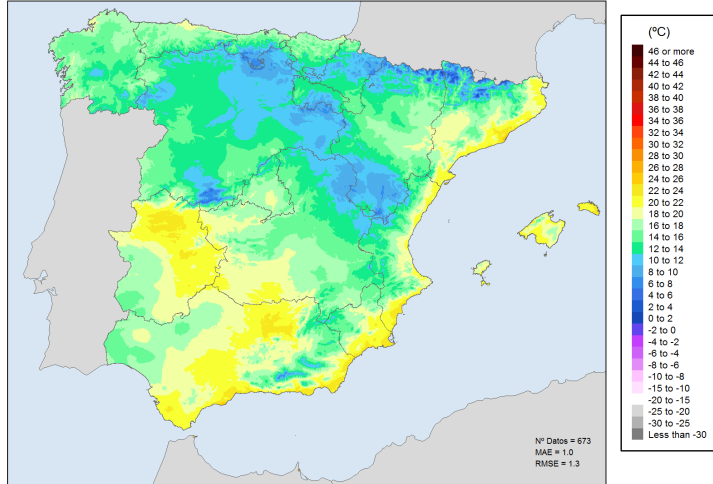 (ºC)
46 or more
44 to 46
42 to 44
40 to 42
38 to 40
36 to 38
34 to 36
32 to 34
30 to 32
28 to 30
26 to 28
24 to 26
22 to 24
20 to 22
18 to 20
16 to 18
14 to 16
12 to 14
10 to 12
8 to 10
6 to 8
4 to 6
2 to 4
0 to 2
-2 to 0
-4 to -2
-6 to -4
-8 to -6
-10 to -8
-15 to -10
-20 to -15
-25 to -20
-30 to -25
Less than -30
Nº Datos = 673
MAE = 1.0
RMSE = 1.3